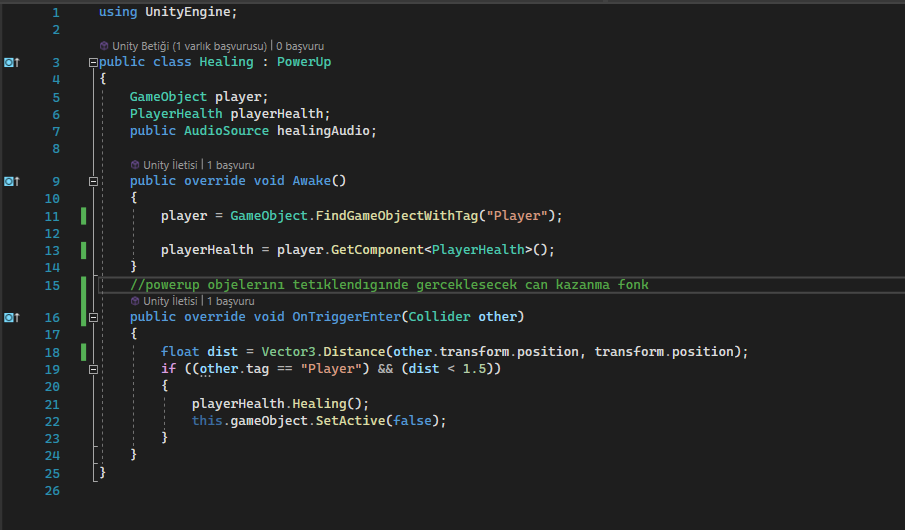 1 using UnityEngine;
2
Unity Betiği (1 varlık başvurusu) | 0 başvuru
3 public class Healing : PowerUp
4 {
5 GameObject player;
6 PlayerHealth playerHealth;
7 public AudioSource healingAudio;
8
Unity İletisi | 1 başvuru
9 public override void Awake()
10 {
11 player = GameObject.FindGameObjectWithTag("Player");
12
13 playerHealth = player.GetComponent<PlayerHealth>();
14 }
15 //powerup objelerını tetıklendıgınde gerceklesecek can kazanma fonk
Unity İletisi | 1 başvuru
16 public override void OnTriggerEnter(Collider other)
17 {
18 float dist = Vector3.Distance(other.transform.position, transform.position);
19 if ((other.tag == "Player") && (dist < 1.5))
20 {
21 playerHealth.Healing();
22 this.gameObject.SetActive(false);
23 }
24 }
25 }
26